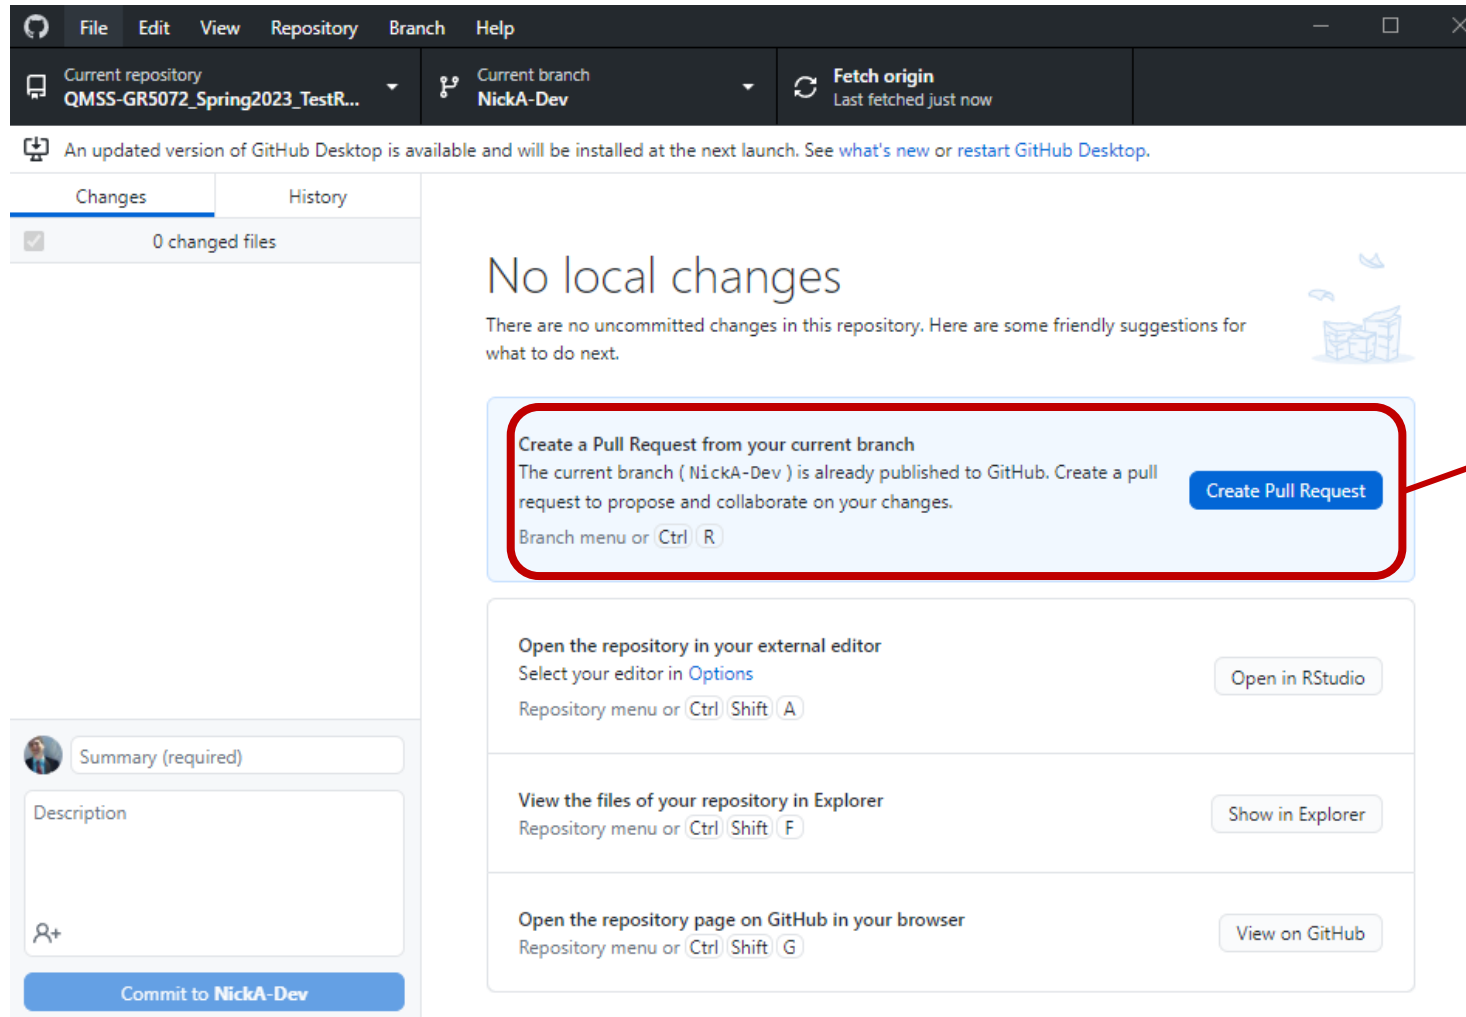 File Edit View Repository Branch Help
Current repository
QMSS-GR5072_Spring2023_TestR...
Current branch
NickA-Dev
Fetch origin
Last fetched just now
An updated version of GitHub Desktop is available and will be installed at the next launch. See what's new or restart GitHub Desktop.
Changes History
0 changed files
No local changes
There are no uncommitted changes in this repository. Here are some friendly suggestions for
what to do next.
Create a Pull Request from your current branch
The current branch ( NickA-Dev ) is already published to GitHub. Create a pull
request to propose and collaborate on your changes.
Branch menu or Ctrl R
Create Pull Request
Open the repository in your external editor
Select your editor in Options
Repository menu or Ctrl Shift A
Open in RStudio
View the files of your repository in Explorer
Repository menu or Ctrl Shift F
Show in Explorer
Open the repository page on GitHub in your browser
Repository menu or Ctrl Shift G
View on GitHub
Summary (required)
Description
Commit to NickA-Dev